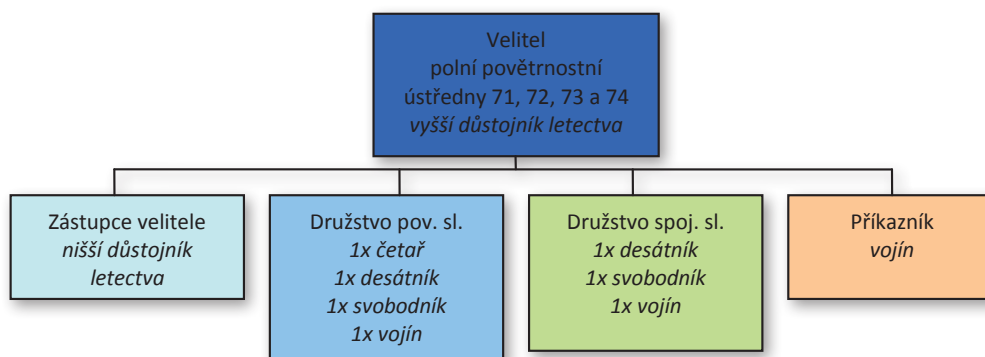 Velitel
polní povětrnostní
ústředny 71, 72, 73 a 74
vyšší důstojník letectva
Zástupce velitele
nišší důstojník
letectva
Družstvo pov. sl.
1x četař
1x desátník
1x svobodník
1x vojín
Družstvo spoj. sl.
1x desátník
1x svobodník
1x vojín
Příkazník
vojín